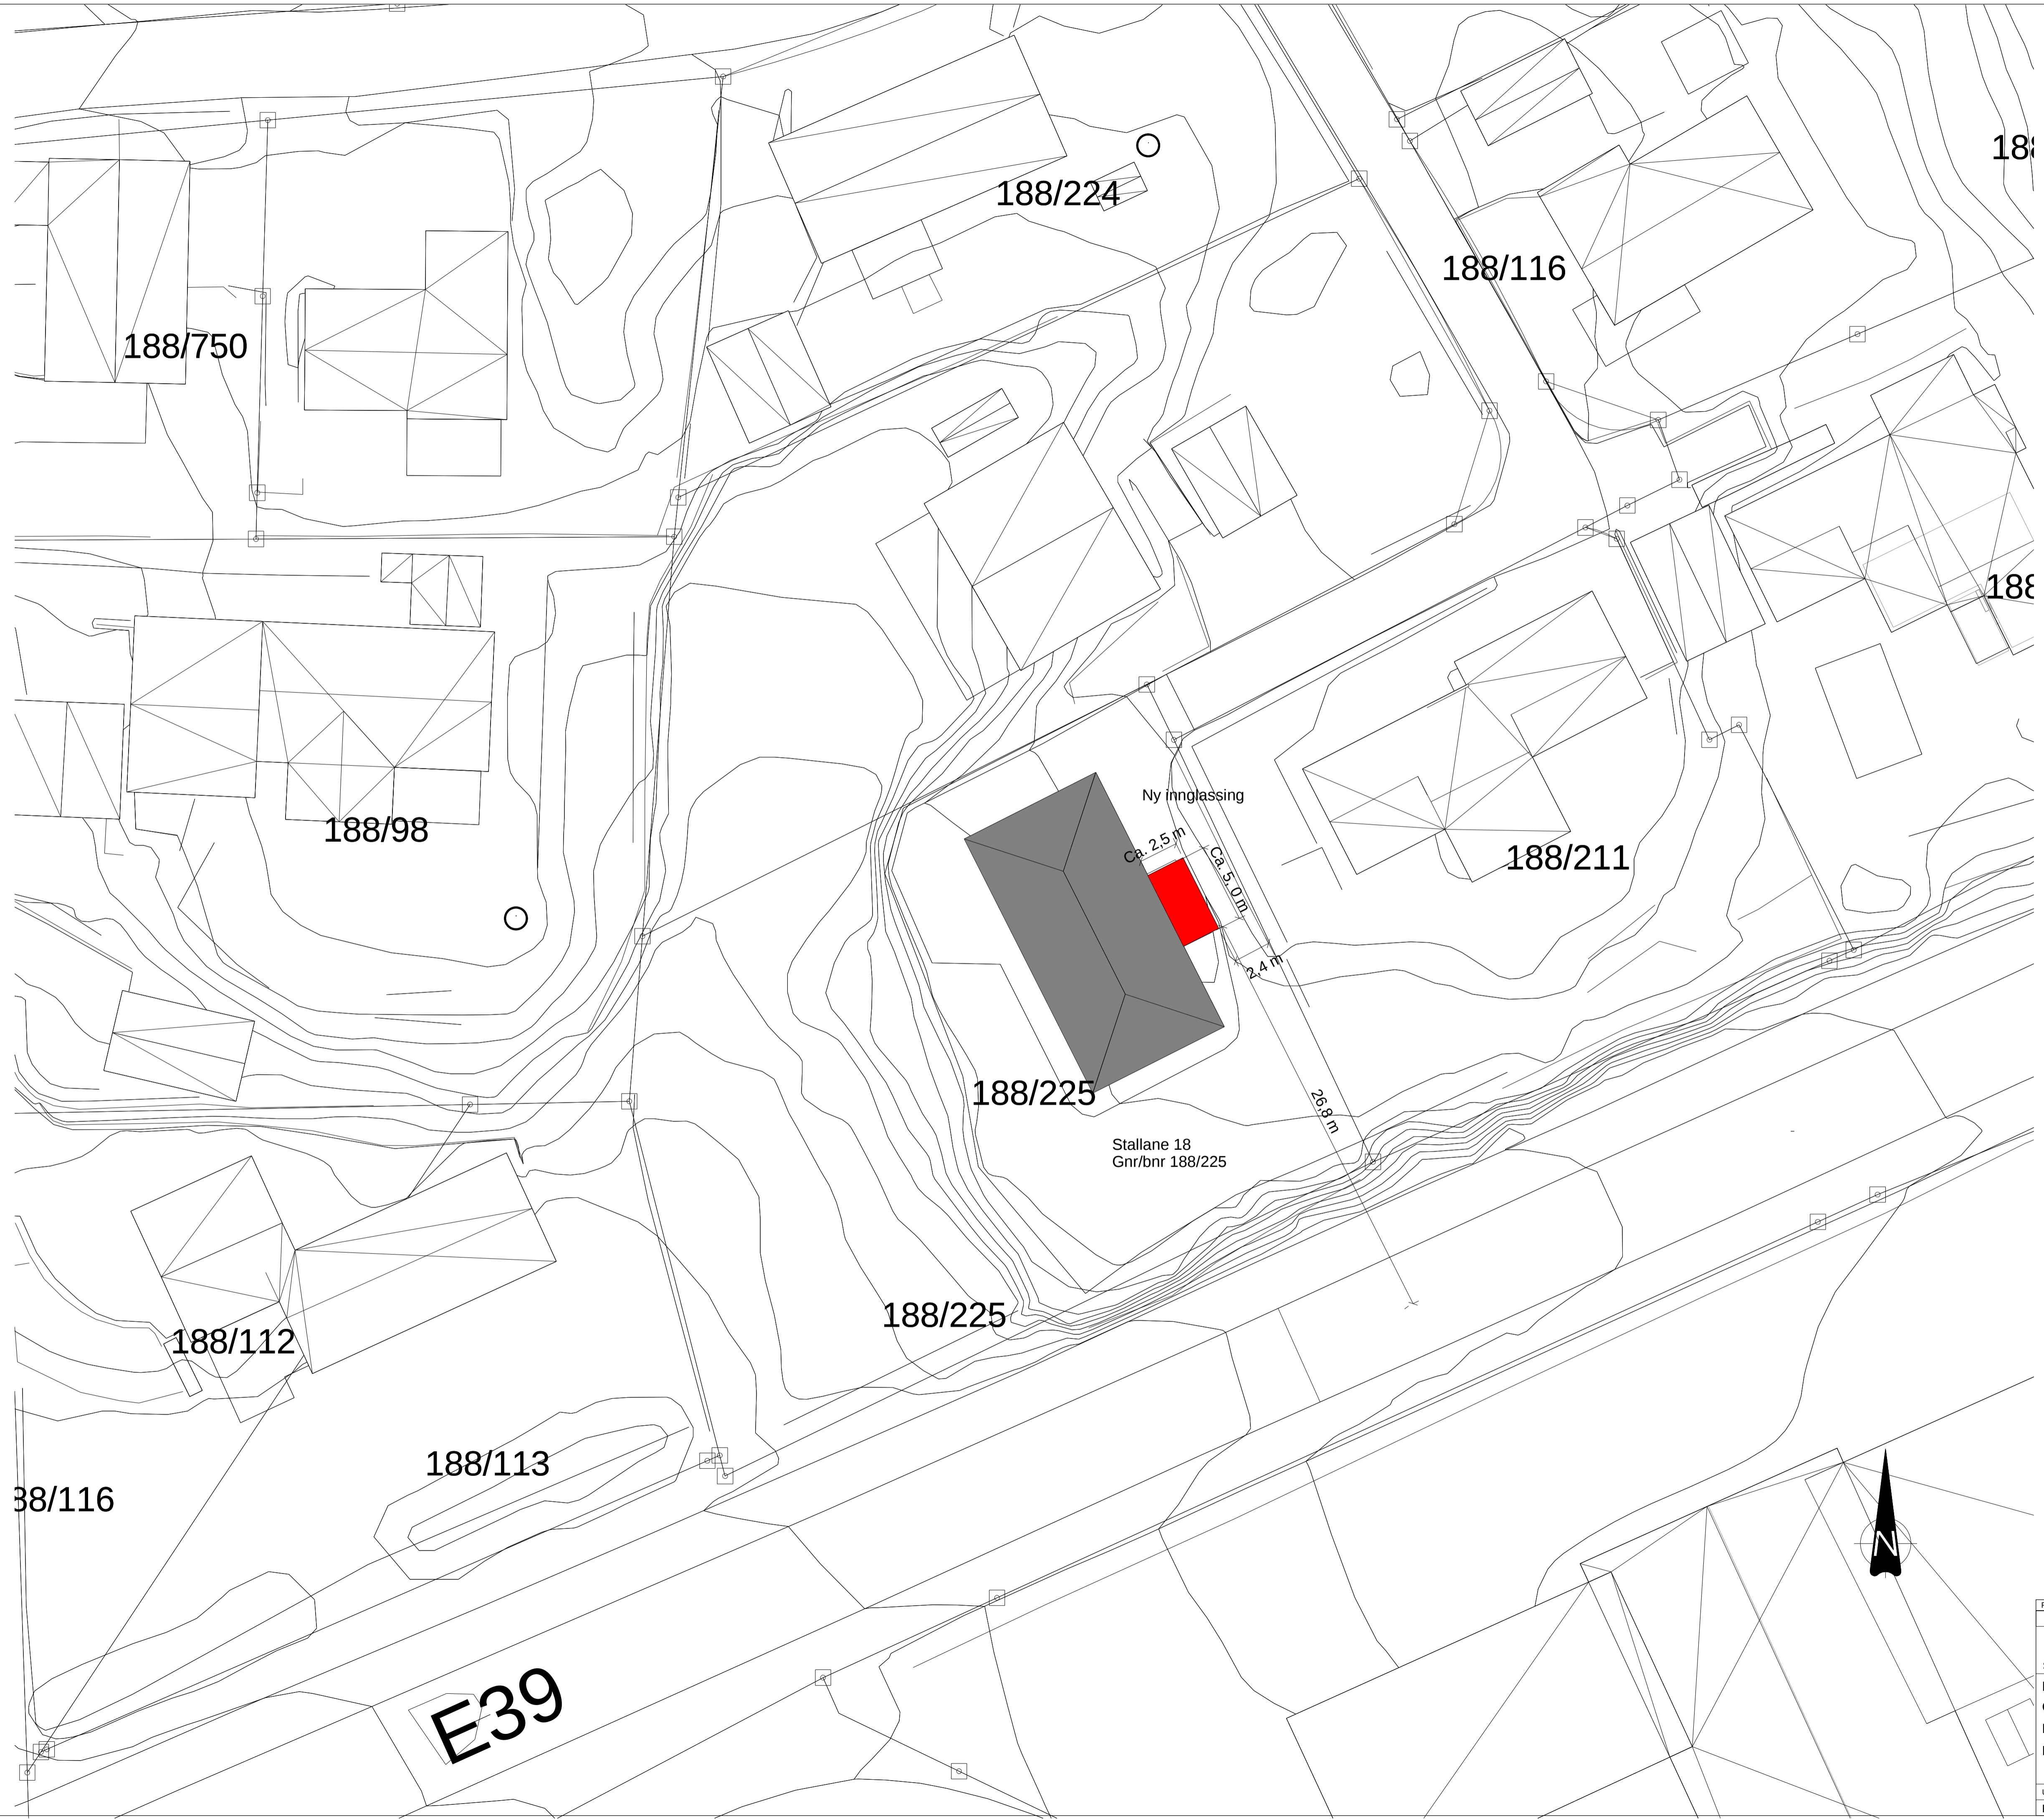 188/224
188/116
188/750
188/98
Ny innglassing
Ca. 2,5 m
Ca. 5, 0 m
188/211
2,4 m
188/225
26,8 m
Stallane 18
Gnr/bnr 188/225
188/225
188/112
188/113
88/116
E39
N